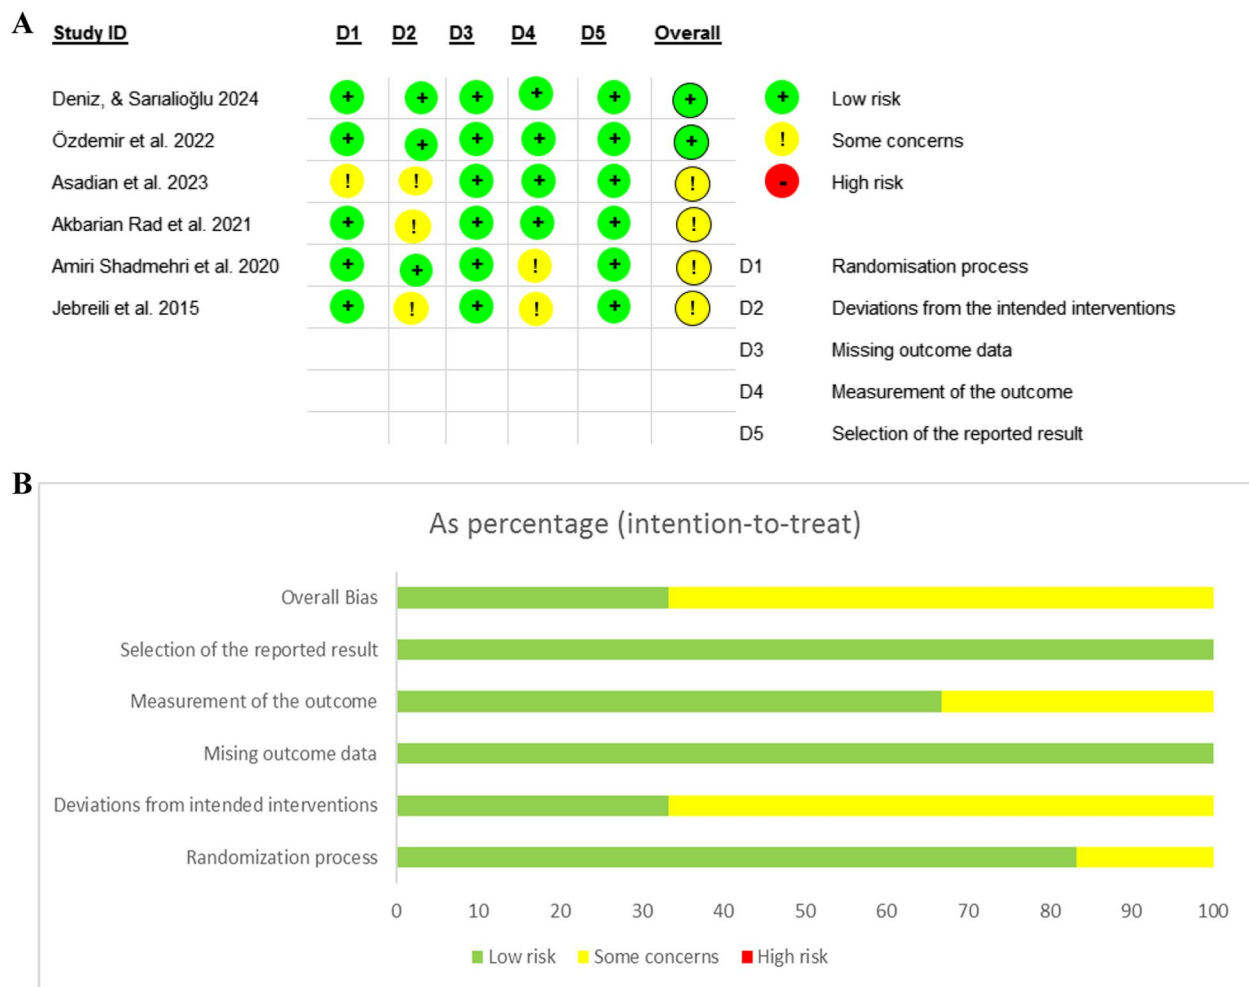 A
Study ID D1 D2 D3 D4 D5 Overall
Deniz, & Sarıalioğlu 2024 + + + + + + + Low risk
Özdemir et al. 2022 + + + + + + ! Some concerns
Asadian et al. 2023 ! ! + + + ! - High risk
Akbarian Rad et al. 2021 + ! + + + !
Amiri Shadmehri et al. 2020 + + + ! + ! D1 Randomisation process
Jebreili et al. 2015 + ! + ! + ! D2 Deviations from the intended interventions
D3 Missing outcome data
D4 Measurement of the outcome
D5 Selection of the reported result
B
As percentage (intention-to-treat)
Overall Bias
Selection of the reported result
Measurement of the outcome
Mising outcome data
Deviations from intended interventions
Randomization process
0 10 20 30 40 50 60 70 80 90 100
Low risk Some concerns High risk